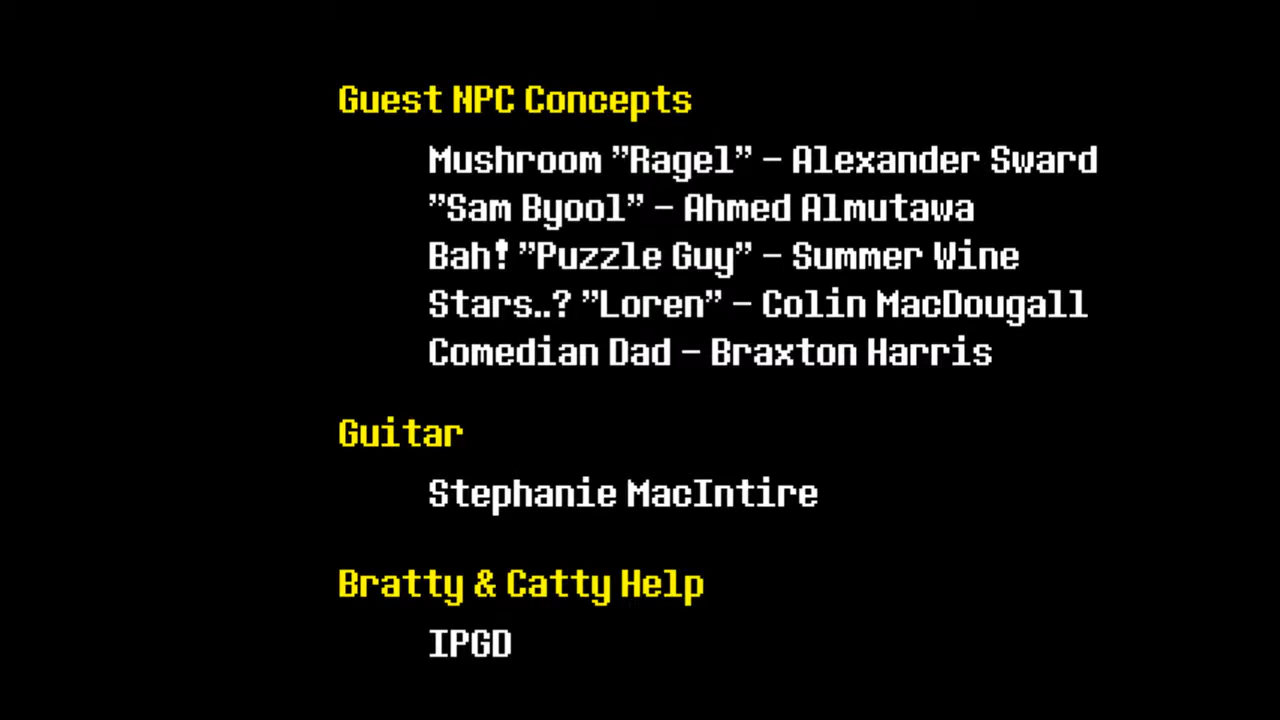 Guest NPC Concepts
Mushroom "Ragel" - Alexander Sward
"Sam Byool" - Ahmed Almutawa
Bah! "Puzzle Guy" - Summer Wine
Stars..? "Loren" - Colin MacDougall
Comedian Dad - Braxton Harris
Guitar
Stephanie MacIntire
Bratty & Catty Help
IPGD